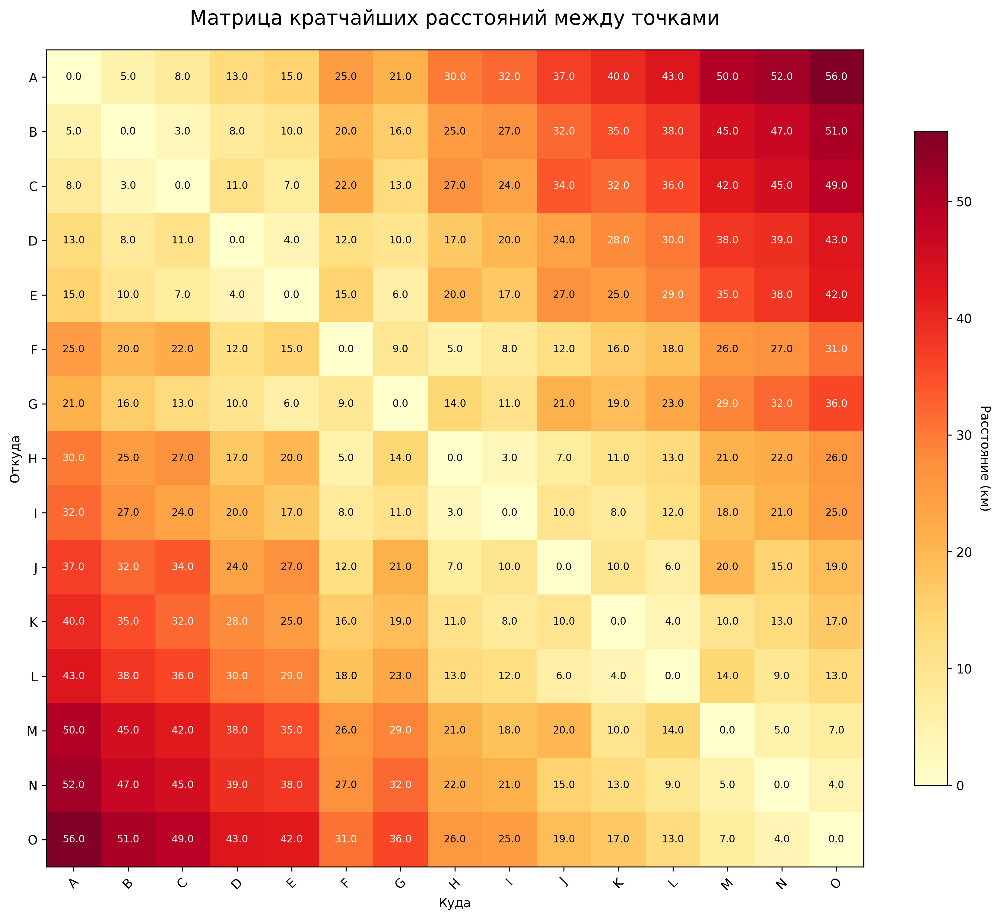 Матрица кратчайших расстояний между точками
A 0.0 5.0 8.0 13.0 15.0 25.0 21.0 30.0 32.0 37.0 40.0 43.0 50.0 52.0 56.0
B 5.0 0.0 3.0 8.0 10.0 20.0 16.0 25.0 27.0 32.0 35.0 38.0 45.0 47.0 51.0
C 8.0 3.0 0.0 11.0 7.0 22.0 13.0 27.0 24.0 34.0 32.0 36.0 42.0 45.0 49.0
D 13.0 8.0 11.0 0.0 4.0 12.0 10.0 17.0 20.0 24.0 28.0 30.0 38.0 39.0 43.0
E 15.0 10.0 7.0 4.0 0.0 15.0 6.0 20.0 17.0 27.0 25.0 29.0 35.0 38.0 42.0
F 25.0 20.0 22.0 12.0 15.0 0.0 9.0 5.0 8.0 12.0 16.0 18.0 26.0 27.0 31.0
G 21.0 16.0 13.0 10.0 6.0 9.0 0.0 14.0 11.0 21.0 19.0 23.0 29.0 32.0 36.0
H 30.0 25.0 27.0 17.0 20.0 5.0 14.0 0.0 3.0 7.0 11.0 13.0 21.0 22.0 26.0
I 32.0 27.0 24.0 20.0 17.0 8.0 11.0 3.0 0.0 10.0 8.0 12.0 18.0 21.0 25.0
J 37.0 32.0 34.0 24.0 27.0 12.0 21.0 7.0 10.0 0.0 10.0 6.0 20.0 15.0 19.0
K 40.0 35.0 32.0 28.0 25.0 16.0 19.0 11.0 8.0 10.0 0.0 4.0 10.0 13.0 17.0
L 43.0 38.0 36.0 30.0 29.0 18.0 23.0 13.0 12.0 6.0 4.0 0.0 14.0 9.0 13.0
M 50.0 45.0 42.0 38.0 35.0 26.0 29.0 21.0 18.0 20.0 10.0 14.0 0.0 5.0 7.0
N 52.0 47.0 45.0 39.0 38.0 27.0 32.0 22.0 21.0 15.0 13.0 9.0 5.0 0.0 4.0
O 56.0 51.0 49.0 43.0 42.0 31.0 36.0 26.0 25.0 19.0 17.0 13.0 7.0 4.0 0.0
A B C D E F G H I J K L M N O
Куда
Откуда
50
40
30
20
10
0
Расстояние (км)